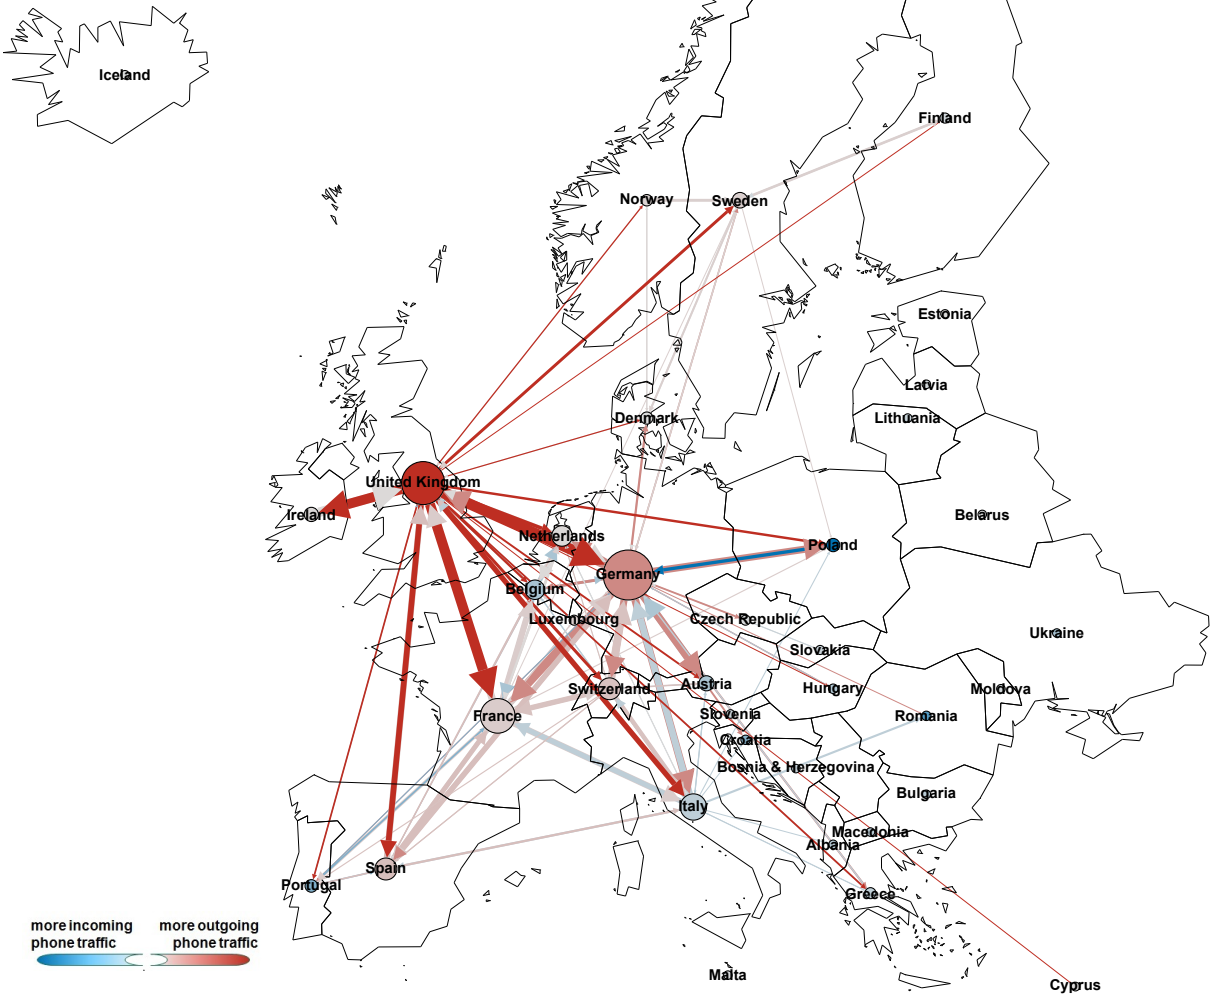 Iceland
Finland
Norway
Sweden
Estonia
Latvia
Lithuania
Denmark
United Kingdom
Ireland
Belarus
Netherlands
Poland
Germany
Belgium
Luxembourg
Czech Republic
Ukraine
Slovakia
Switzerland
Austria
Hungary
Moldova
France
Slovenia
Romania
Croatia
Bosnia & Herzegovina
Bulgaria
Italy
Macedonia
Albania
Spain
Portugal
Greece
more incoming
phone traffic
more outgoing
phone traffic
Malta
Cyprus